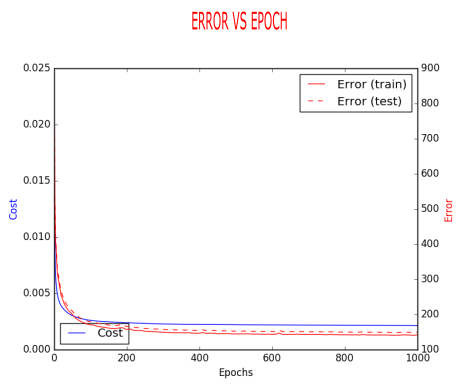 ERROR VS EPOCH
0.025
0.020
0.015
0.010
0.005
0.000
Cost
900
800
700
600
500
400
300
200
100
Error
Error (train)
Error (test)
Cost
0 200 400 600 800 1000
Epochs